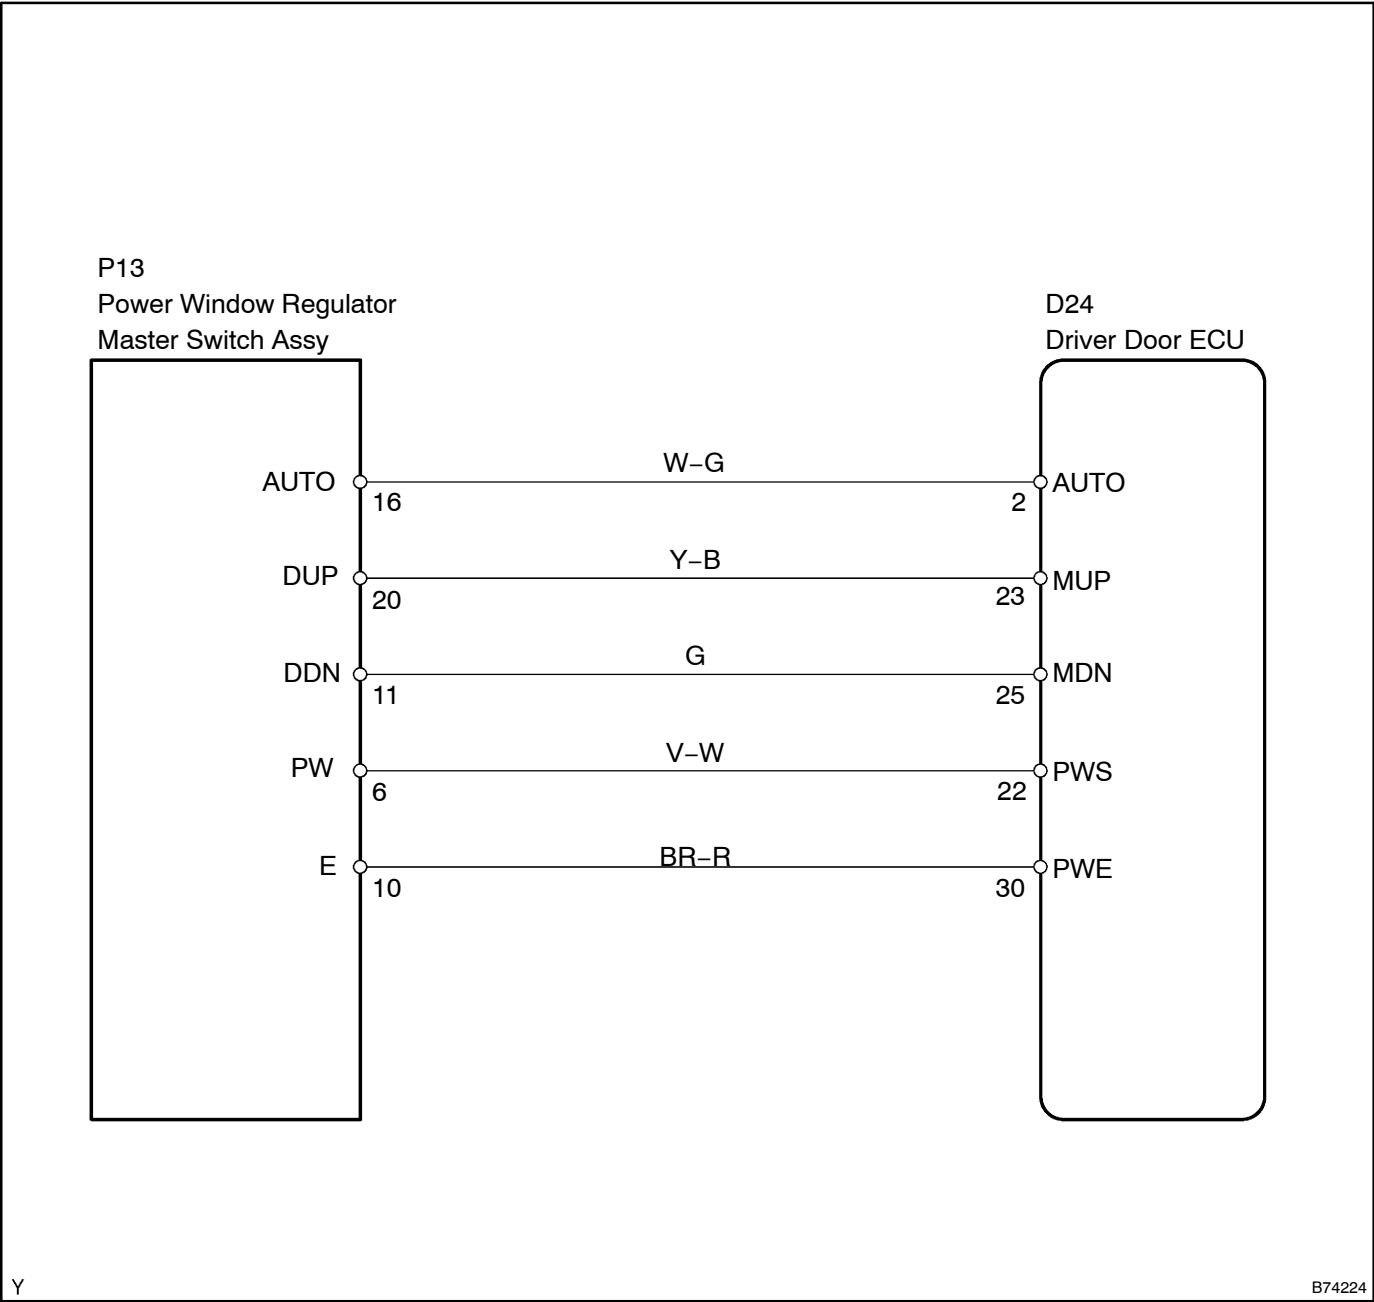 P13
Power Window Regulator
Master Switch Assy
D24
Driver Door ECU
AUTO
16
W–G
2
AUTO
DUP
20
Y–B
23
MUP
DDN
11
G
25
MDN
PW
6
V–W
22
PWS
E
10
BR–R
30
PWE
Y
B74224